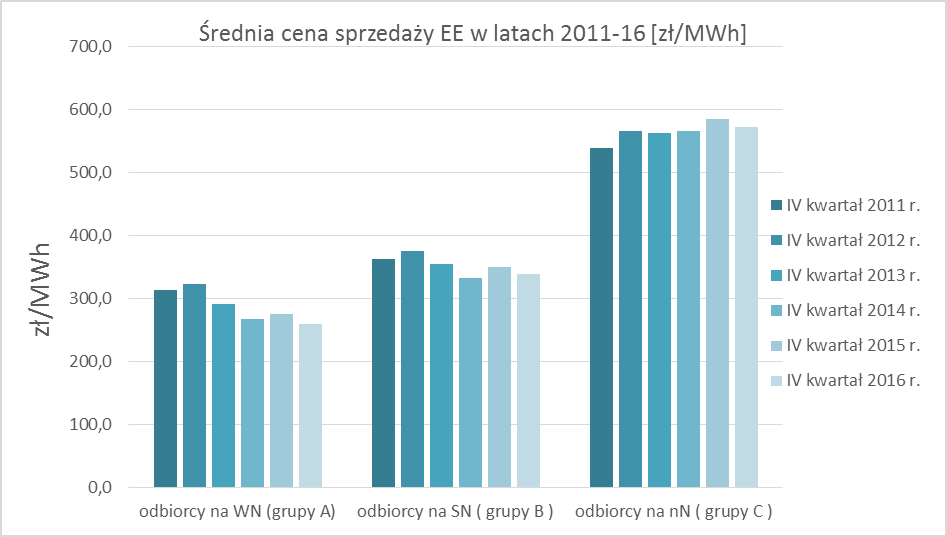 Średnia cena sprzedaży EE w latach 2011-16 [zł/MWh]
700,0
600,0
500,0
400,0
300,0
200,0
100,0
0,0
zł/MWh
odbiorcy na WN (grupy A)
odbiorcy na SN ( grupy B )
odbiorcy na nN ( grupy C )
IV kwartał 2011 r.
IV kwartał 2012 r.
IV kwartał 2013 r.
IV kwartał 2014 r.
IV kwartał 2015 r.
IV kwartał 2016 r.